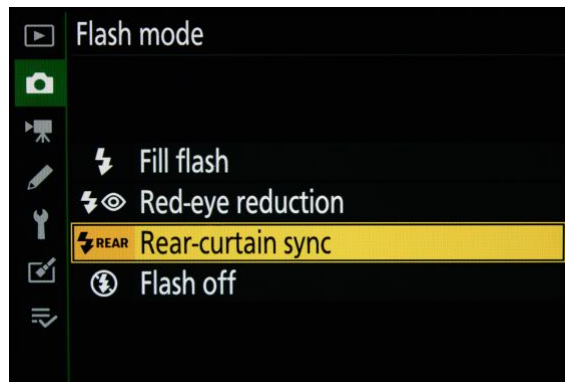 Flash mode
Fill flash
Red-eye reduction
REAR Rear-curtain sync
Flash off